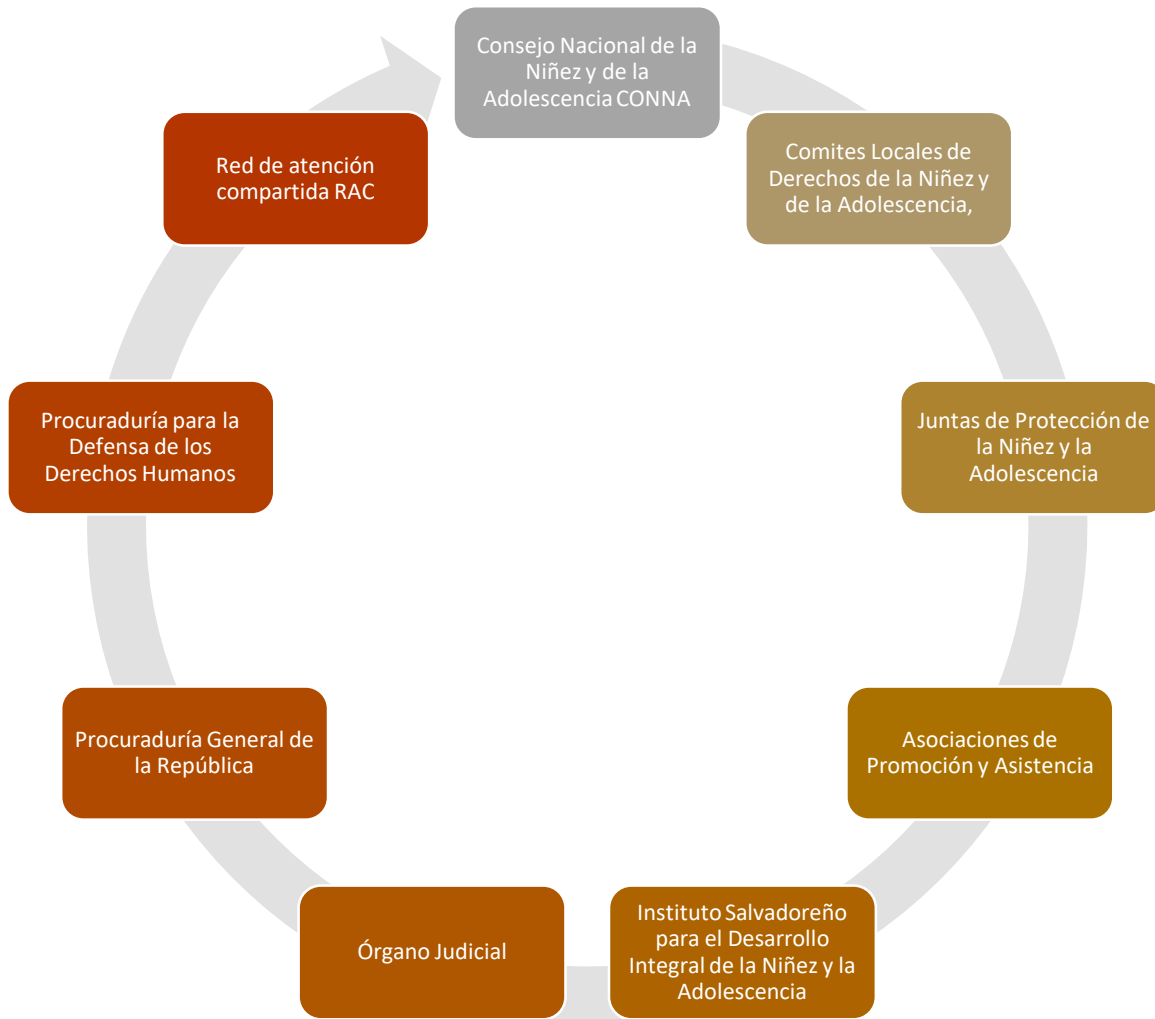 Consejo Nacional de la
Niñez y de la
Adolescencia CONNA
Comites Locales de
Derechos de la Niñez y
de la Adolescencia,
Juntas de Protección de
la Niñez y la
Adolescencia
Asociaciones de
Promoción y Asistencia
Instituto Salvadoreño
para el Desarrollo
Integral de la Niñez y la
Adolescencia
Órgano Judicial
Procuraduría General de
la República
Procuraduría para la
Defensa de los
Derechos Humanos
Red de atención
compartida RAC